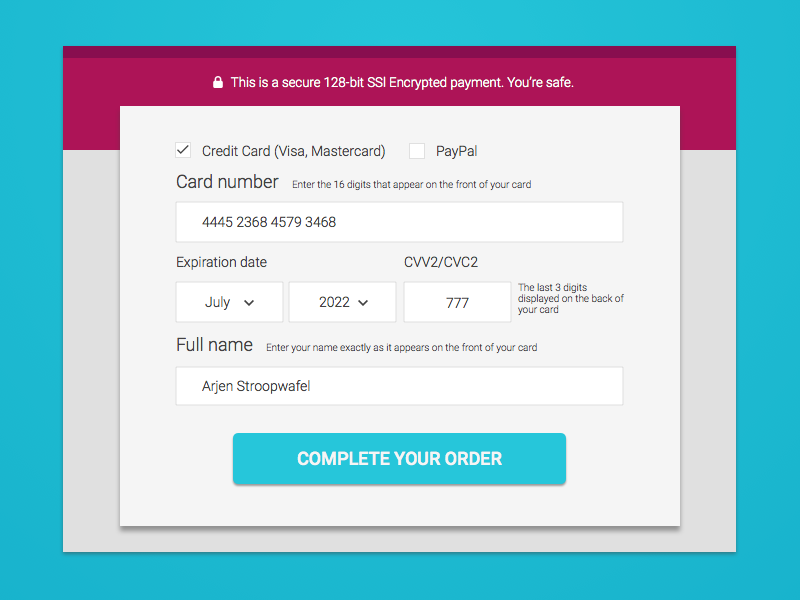 This is a secure 128-bit SSl Encrypted payment. You're safe.
Credit Card (Visa, Mastercard) PayPal
Card number Enter the 16 digits that appear on the front of your card
4445 2368 4579 3468
Expiration date CVV2/CVC2
July 2022 777
The last 3 digits
displayed on the back of
your card
Full name Enter your name exactly as it appears on the front of your card
Arjen Stroopwafel
COMPLETE YOUR ORDER